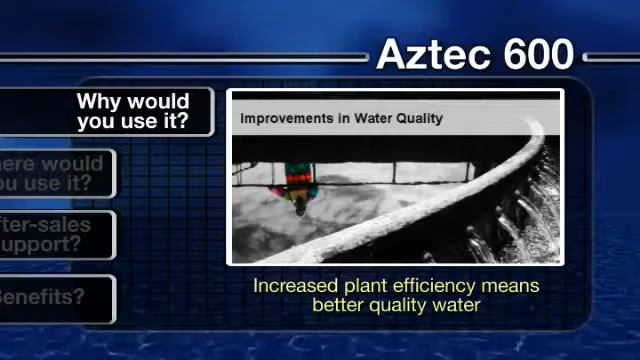 Aztec 600
Why would
you use it?
Improvements in Water Quality
here would
ou use it?
fter-sales
upport?
Benefits?
Increased plant efficiency means
better quality water